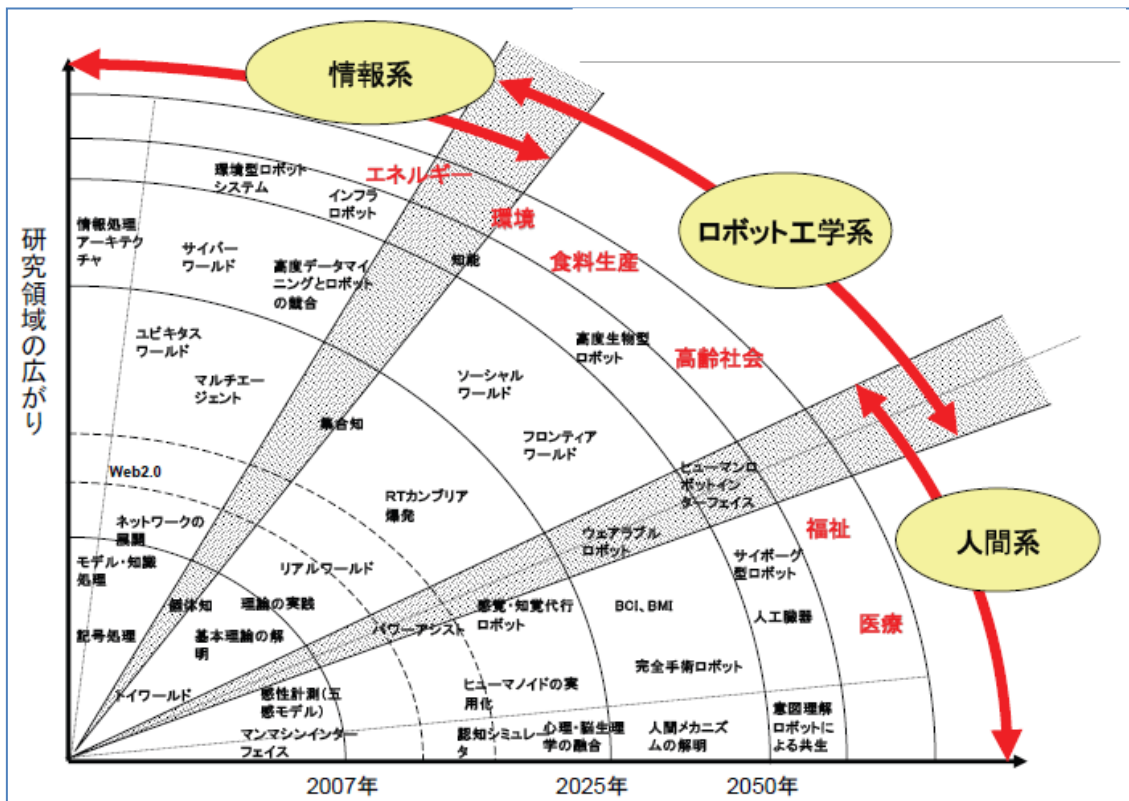 情報系
エネルギー
環境型ロボット
システム
インフラ
ロボット
環境
ロボット工学系
情報処理
アーキテク
チャ
サイバー
ワールド
高度データマイ
ニングとロボット
の競合
知能
食料生産
研究領域の広がり
ユビキタス
ワールド
マルチエー
ジェント
高度生物型
ロボット
高齢社会
ソーシャル
ワールド
集合知
フロンティア
ワールド
Web2.0
RTカンブリア
爆発
ヒューマンロ
ボットイン
ターフェイス
ネットワークの
展開
ウェアラブル
ロボット
福祉
人間系
モデル・知識
処理
リアルワールド
サイボーグ
型ロボット
個体知
理論の実践
感覚・知覚代行
ロボット
BCI、BMI
人工臓器
医療
記号処理
基本理論の解
明
パワーアシスト
完全手術ロボット
トイワールド
感性計測(五
感モデル)
ヒューマノイドの実
用化
マンマシンインター
フェイス
認知シミュレー
タ
心理・脳生理
学の融合
人間メカニズ
ムの解明
意図理解
ロボットに
よる共生
2007年
2025年
2050年